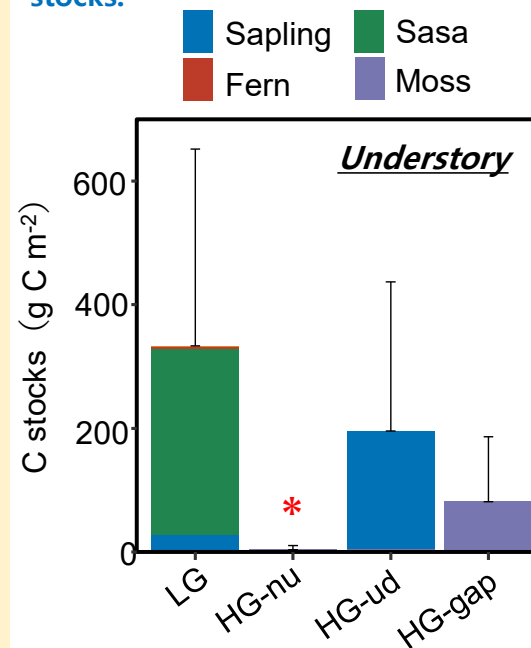 stocks.
Sapling Sasa
Fern Moss
Understory
C stocks（g C m⁻²）
600
400
200
0
*
LG HG-nu HG-ud HG-gap